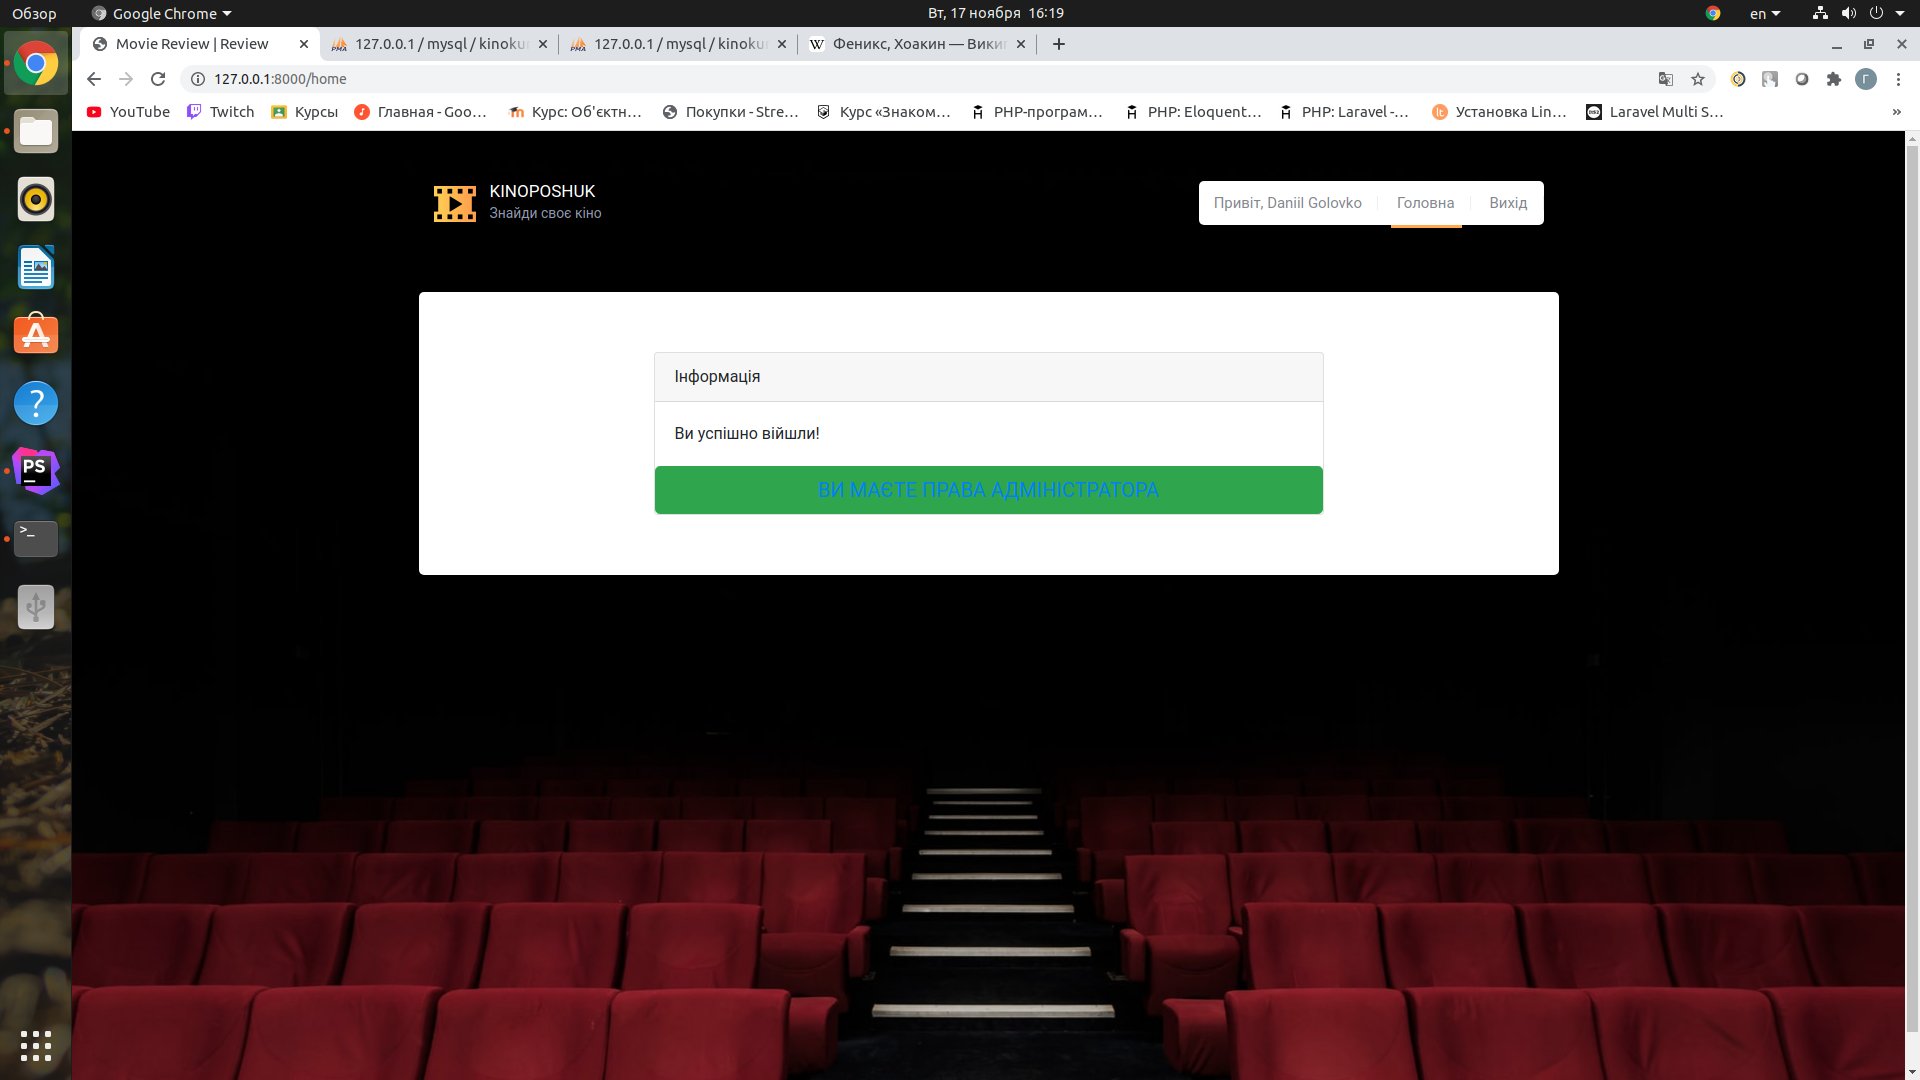 Обзор
Google Chrome
Вт, 17 ноября 16:19
en
Movie Review | Review
127.0.0.1 / mysql / kinoku
127.0.0.1 / mysql / kinoku
Феникс, Хоакин — Вики
127.0.0.1:8000/home
Г
YouTube
Twitch
Курсы
Главная - Goo...
Курс: Об'єктн...
Покупки - Stre...
Курс «Знаком...
PHP-програм...
PHP: Eloquent...
PHP: Laravel -...
Установка Lin...
Laravel Multi S...
»
KINOPOSHUK
Знайди своє кіно
Привіт, Daniil Golovko
Головна
Вихід
Інформація
Ви успішно війшли!
ВИ МАЄТЕ ПРАВА АДМІНІСТРАТОРА
PS